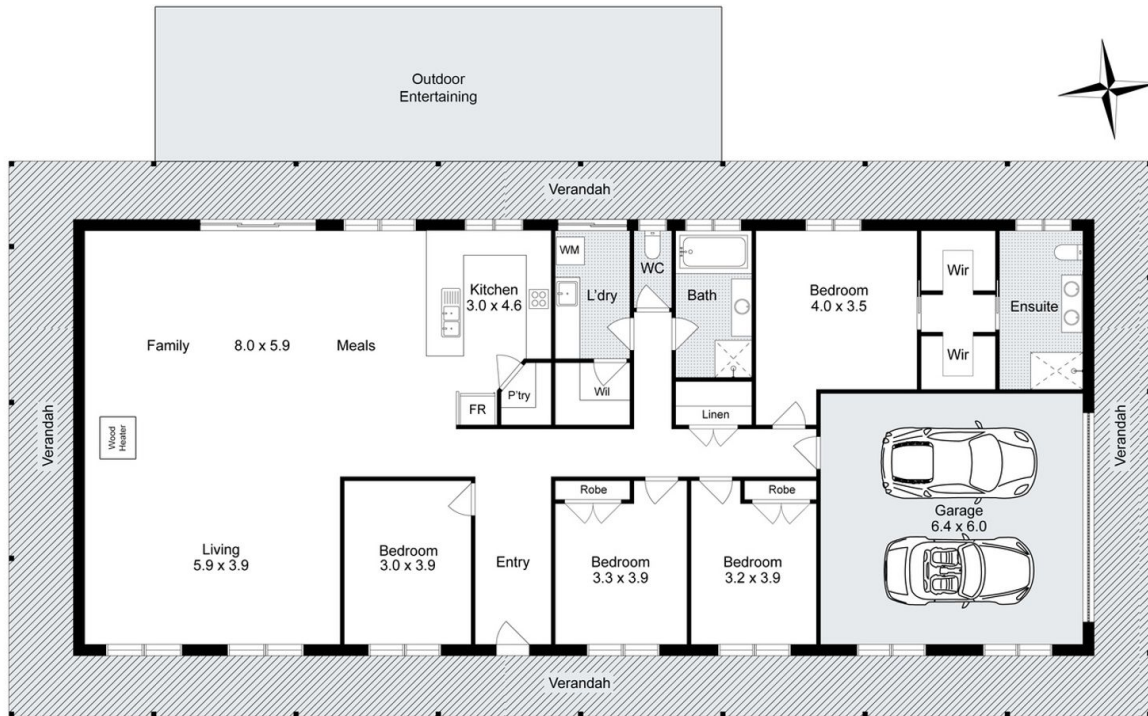 Outdoor
Entertaining
Verandah
WM
L'dry
WC
Bath
Kitchen
3.0 x 4.6
Bedroom
4.0 x 3.5
Wir
Ensuite
Wir
Family
8.0 x 5.9
Meals
P'try
FR
Wil
Linen
Wood
Heater
Verandah
Verandah
Robe
Robe
Garage
6.4 x 6.0
Living
5.9 x 3.9
Bedroom
3.0 x 3.9
Entry
Bedroom
3.3 x 3.9
Bedroom
3.2 x 3.9
Verandah